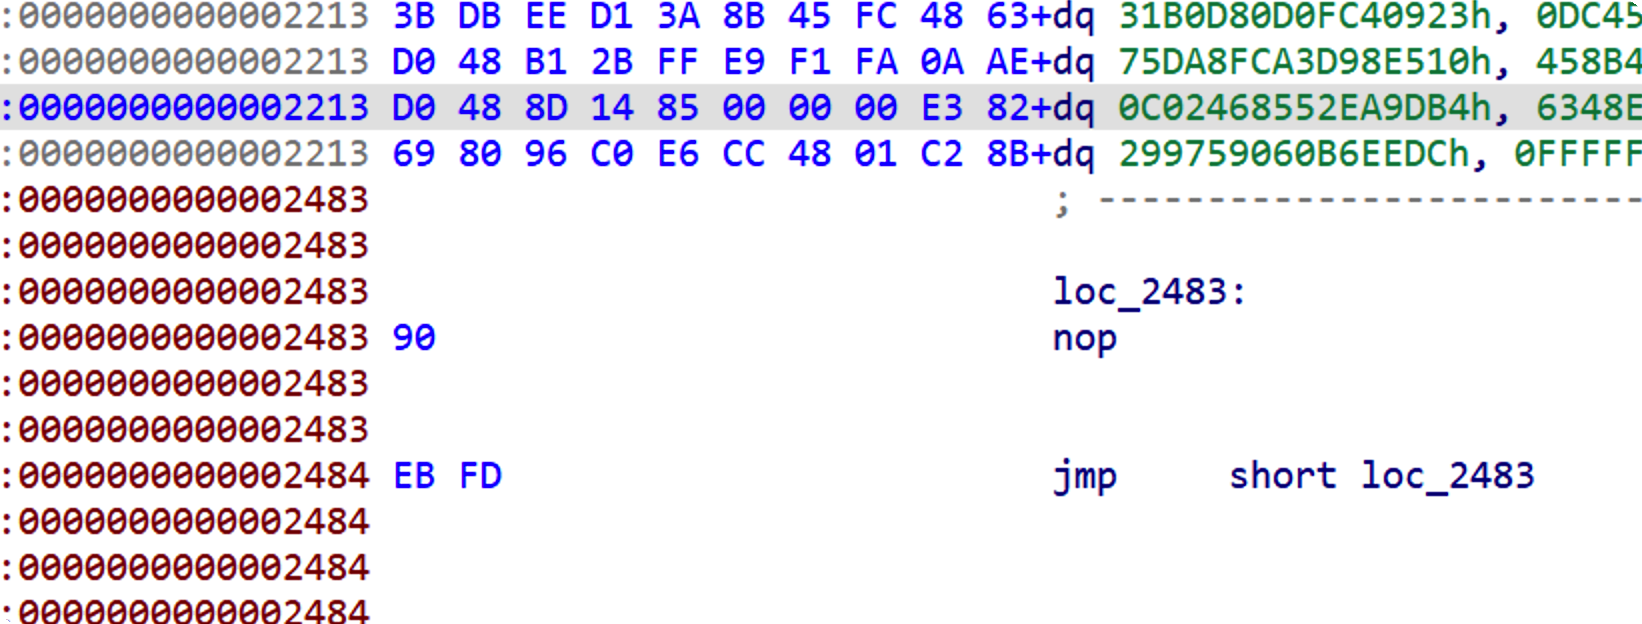 :0000000000002213 3B DB EE D1 3A 8B 45 FC 48 63+dq 31B0D80D0FC40923h, 0DC45
:0000000000002213 D0 48 B1 2B FF E9 F1 FA 0A AE+dq 75DA8FCA3D98E510h, 458B4
:0000000000002213 D0 48 8D 14 85 00 00 00 E3 82+dq 0C02468552EA9DB4h, 6348E
:0000000000002213 69 80 96 C0 E6 CC 48 01 C2 8B+dq 299759060B6EEDCh, 0FFFFF
:0000000000002483 ; -------------------------
:0000000000002483
:0000000000002483 loc_2483:
:0000000000002483 90 nop
:0000000000002483
:0000000000002483
:0000000000002484 EB FD jmp short loc_2483
:0000000000002484
:0000000000002484
:0000000000002484